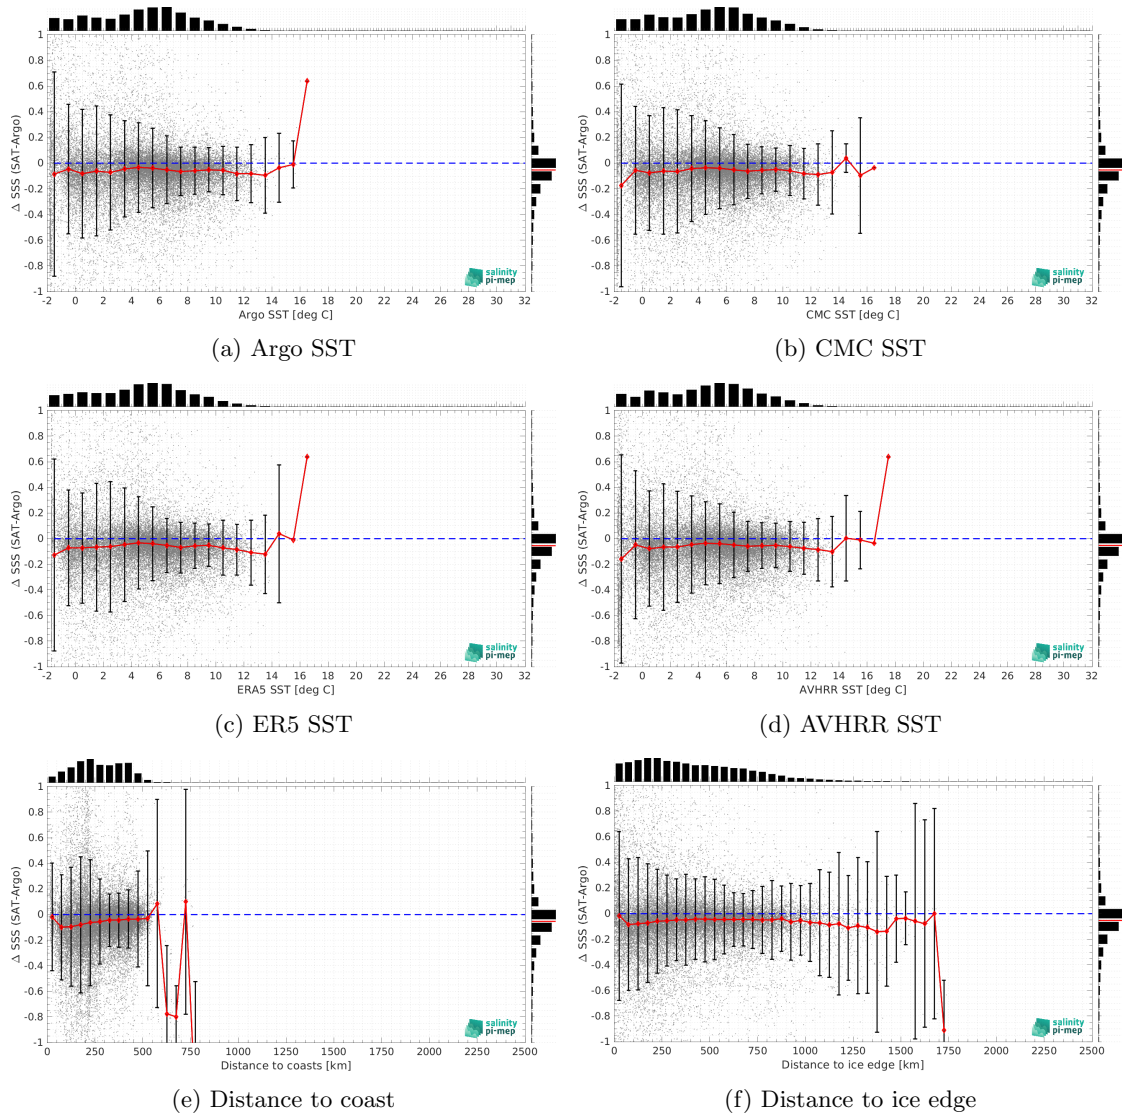 1
0.8
0.6
0.4
0.2
0
-0.2
-0.4
-0.6
-0.8
-1
Δ SSS (SAT-Argo)
salinity
pi-mep
-2 0 2 4 6 8 10 12 14 16 18 20 22 24 26 28 30 32
Argo SST [deg C]
(a) Argo SST
1
0.8
0.6
0.4
0.2
0
-0.2
-0.4
-0.6
-0.8
-1
Δ SSS (SAT-Argo)
salinity
pi-mep
0 2 4 6 8 10 12 14 16 18 20 22 24 26 28 30 32
CMC SST [deg C]
(b) CMC SST
1
0.8
0.6
0.4
0.2
0
-0.2
-0.4
-0.6
-0.8
-1
Δ SSS (SAT-Argo)
salinity
pi-mep
-2 0 2 4 6 8 10 12 14 16 18 20 22 24 26 28 30 32
ERA5 SST [deg C]
(c) ER5 SST
1
0.8
0.6
0.4
0.2
0
-0.2
-0.4
-0.6
-0.8
-1
Δ SSS (SAT-Argo)
salinity
pi-mep
0 2 4 6 8 10 12 14 16 18 20 22 24 26 28 30 32
AVHRR SST [deg C]
(d) AVHRR SST
1
0.8
0.6
0.4
0.2
0
-0.2
-0.4
-0.6
-0.8
-1
Δ SSS (SAT-Argo)
salinity
pi-mep
0 250 500 750 1000 1250 1500 1750 2000 2250 2500
Distance to coasts [km]
(e) Distance to coast
1
0.8
0.6
0.4
0.2
0
-0.2
-0.4
-0.6
-0.8
-1
Δ SSS (SAT-Argo)
salinity
pi-mep
0 250 500 750 1000 1250 1500 1750 2000 2250 2500
Distance to ice edge [km]
(f) Distance to ice edge